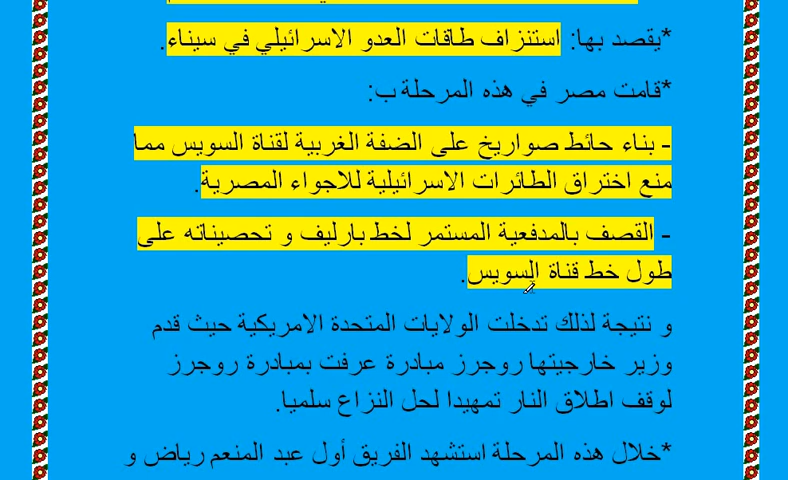 *يقصد بها: استنزاف طاقات العدو الاسرائيلي في سيناء.
*قامت مصر في هذه المرحلة ب:
- بناء حائط صواريخ على الضفة الغربية لقناة السويس مما
منع اختراق الطائرات الاسرائيلية للاجواء المصرية.
- القصف بالمدفعية المستمر لخط بارليف و تحصيناته على
طول خط قناة السويس.
و نتيجة لذلك تدخلت الولايات المتحدة الامريكية حيث قدم
وزير خارجيتها روجرز مبادرة عرفت بمبادرة روجرز
لوقف اطلاق النار تمهيدا لحل النزاع سلميا.
*خلال هذه المرحلة استشهد الفريق أول عبد المنعم رياض و